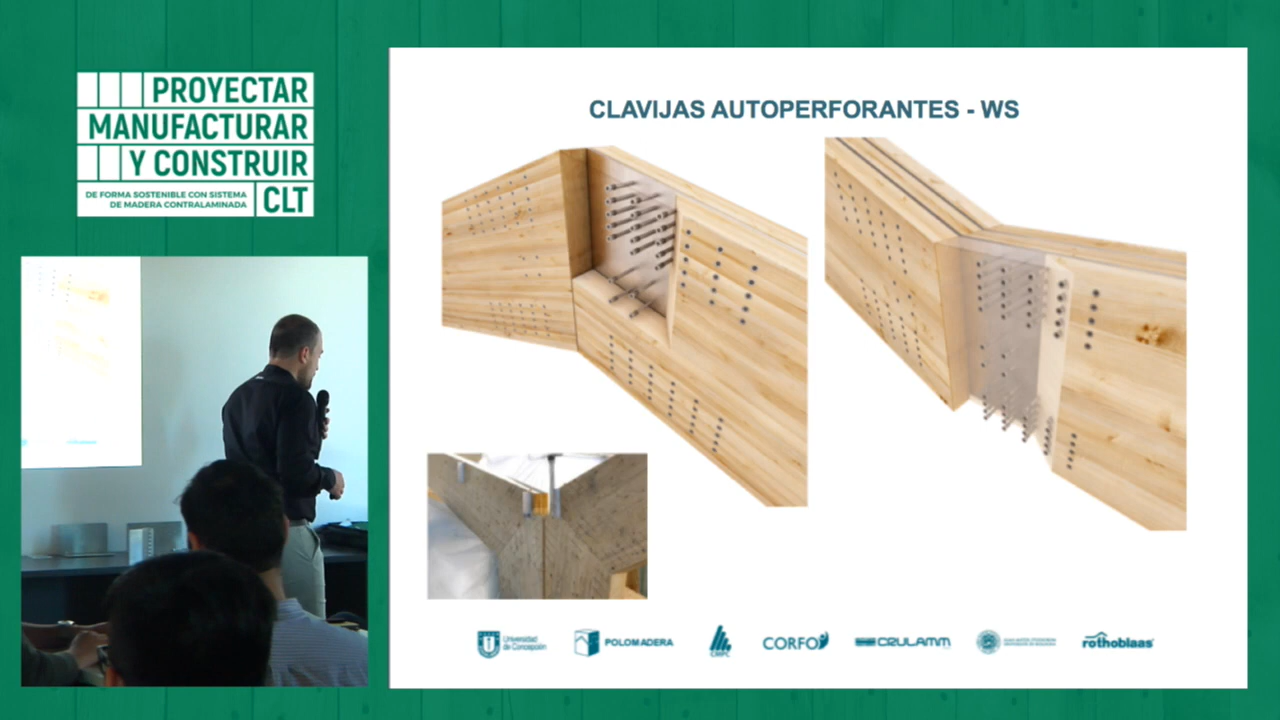 PROYECTAR
MANUFACTURAR
Y CONSTRUIR
DE FORMA SOSTENIBLE CON SISTEMA
DE MADERA CONTRALAMINADA
CLT
CLAVIJAS AUTOPERFORANTES - WS
Universidad
de Concepción
POLOMADERA
CMPC
CORFO
CRULAMM
rothoblaas